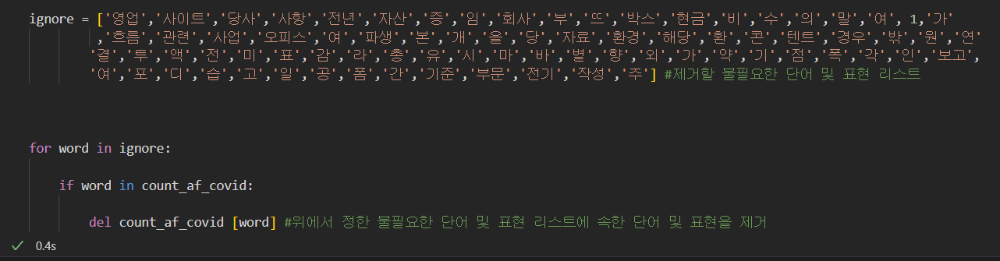 ignore = ['영업','사이트','당사','사항','전년','자산','증','임','회사','부','뜨','박스','현금','비','수','의','말','여', 1,'가'
,'흐름','관련','사업','오피스','여','파생','본','개','을','당','자료','환경','해당','환','콘','텐트','경우','밖','원','연'
'결','투','액','전','미','표','감','라','총','유','시','마','바','별','향','외','가','약','기','점','폭','각','인','보고',
'여','포','디','습','고','일','공','폼','간','기준','부문','전기','작성','주'] #제거할 불필요한 단어 및 표현 리스트
for word in ignore:
if word in count_af_covid:
del count_af_covid [word] #위에서 정한 불필요한 단어 및 표현 리스트에 속한 단어 및 표현을 제거
0.4s